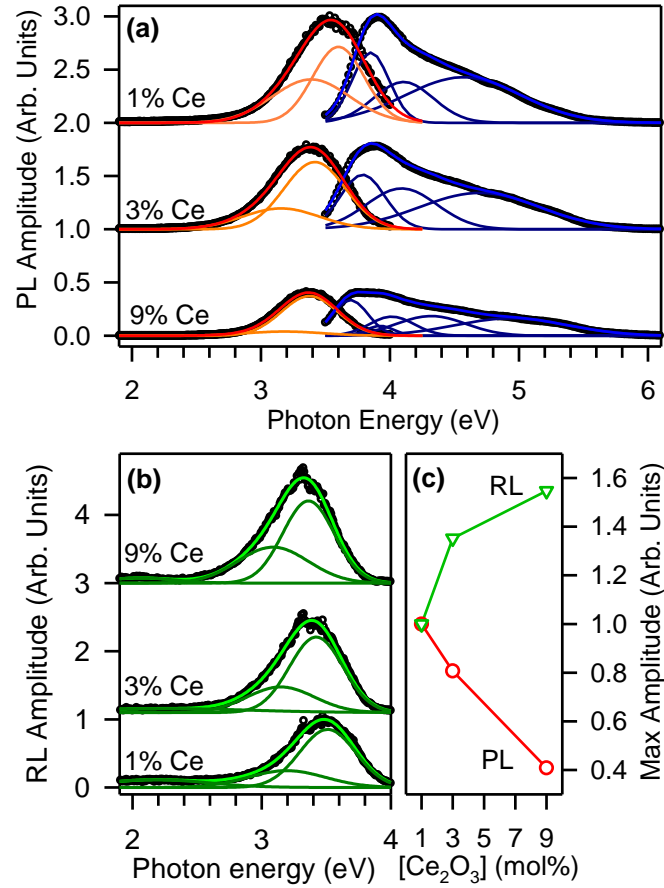 (a)
PL Amplitude (Arb. Units)
3.0
2.5
2.0
1.5
1.0
0.5
0.0
1% Ce
3% Ce
9% Ce
2 3 4 5 6
Photon Energy (eV)
(b)
RL Amplitude (Arb. Units)
4
3
2
1
0
9% Ce
3% Ce
1% Ce
2 3 4
Photon energy (eV)
(c)
RL
PL
1.6
1.4
1.2
1.0
0.8
0.6
0.4
Max Amplitude (Arb. Units)
1 3 5 7 9
[Ce₂O₃] (mol%)